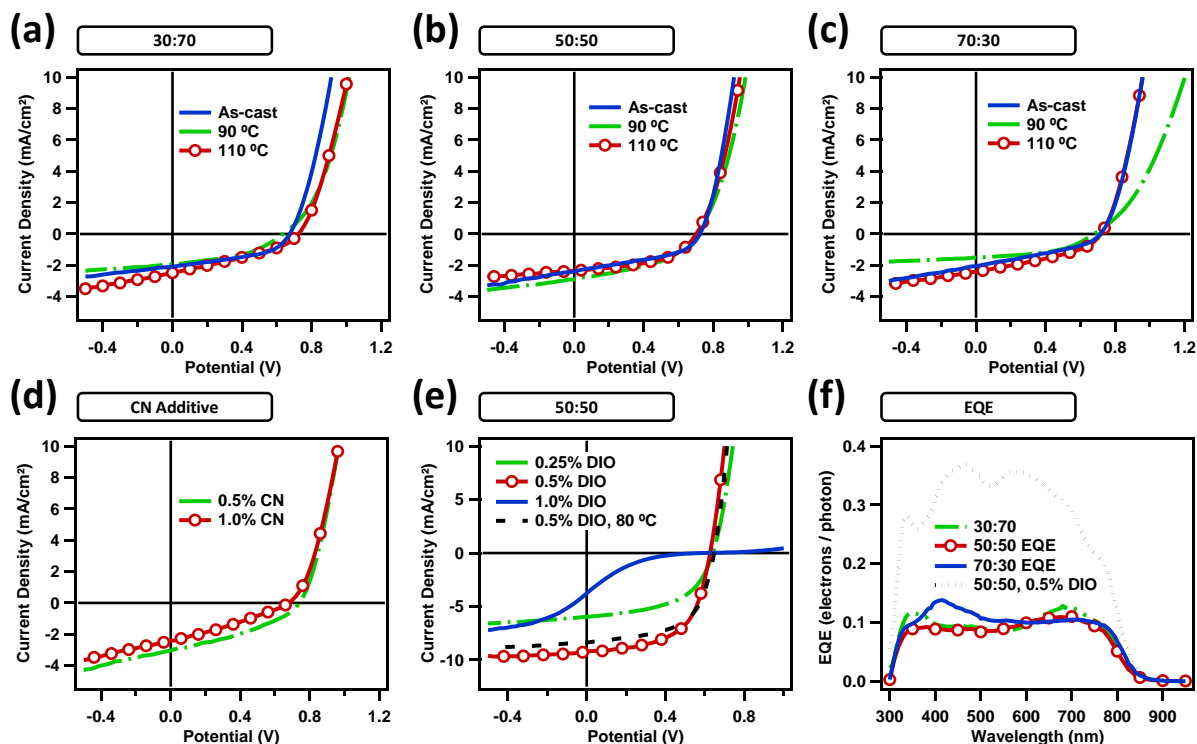 (a)
30:70
10
8
6
4
2
0
-2
-4
Current Density (mA/cm²)
As-cast
90 ºC
110 ºC
-0.4
0.0
0.4
0.8
1.2
Potential (V)
(b)
50:50
10
8
6
4
2
0
-2
-4
Current Density (mA/cm²)
As-cast
90 ºC
110 ºC
-0.4
0.0
0.4
0.8
1.2
Potential (V)
(c)
70:30
10
8
6
4
2
0
-2
-4
Current Density (mA/cm²)
As-cast
90 ºC
110 ºC
-0.4
0.0
0.4
0.8
1.2
Potential (V)
(d)
CN Additive
10
8
6
4
2
0
-2
-4
Current Density (mA/cm²)
0.5% CN
1.0% CN
-0.4
0.0
0.4
0.8
1.2
Potential (V)
(e)
50:50
10
5
0
-5
-10
Current Density (mA/cm²)
0.25% DIO
0.5% DIO
1.0% DIO
0.5% DIO, 80 ºC
-0.4
0.0
0.4
0.8
Potential (V)
(f)
EQE
0.4
0.3
0.2
0.1
0.0
EQE (electrons / photon)
30:70
50:50 EQE
70:30 EQE
50:50, 0.5% DIO
300
400
500
600
700
800
900
Wavelength (nm)